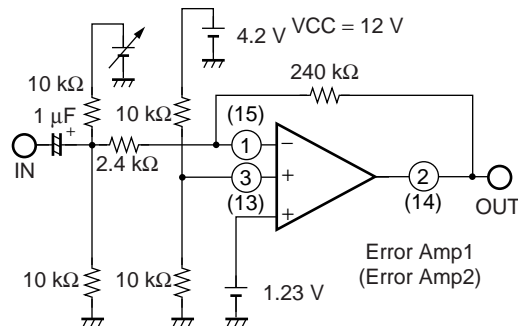 4.2 V
VCC = 12 V
10 kΩ
10 kΩ
240 kΩ
1 µF
+
(15)
1
−
IN
2.4 kΩ
3
+
2
(13)
+
(14)
OUT
Error Amp1
(Error Amp2)
10 kΩ
10 kΩ
1.23 V